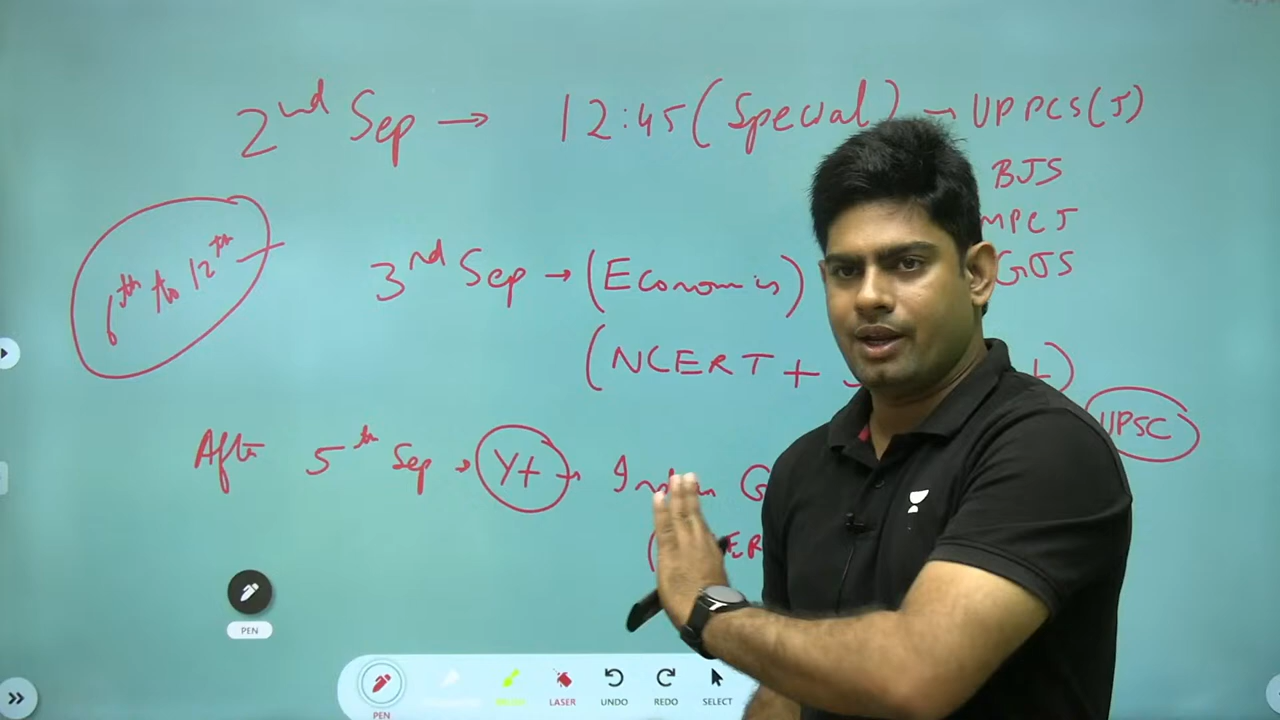 2nd Sep → 12:45 (Special) → UPPCS(J)
BJS
MPCJ
GJS
6th to 12th
3rd Sep → (Economics)
(NCERT + +)
UPSC
After 5th Sep → Yt →
PEN
PEN
LASER
UNDO
REDO
SELECT